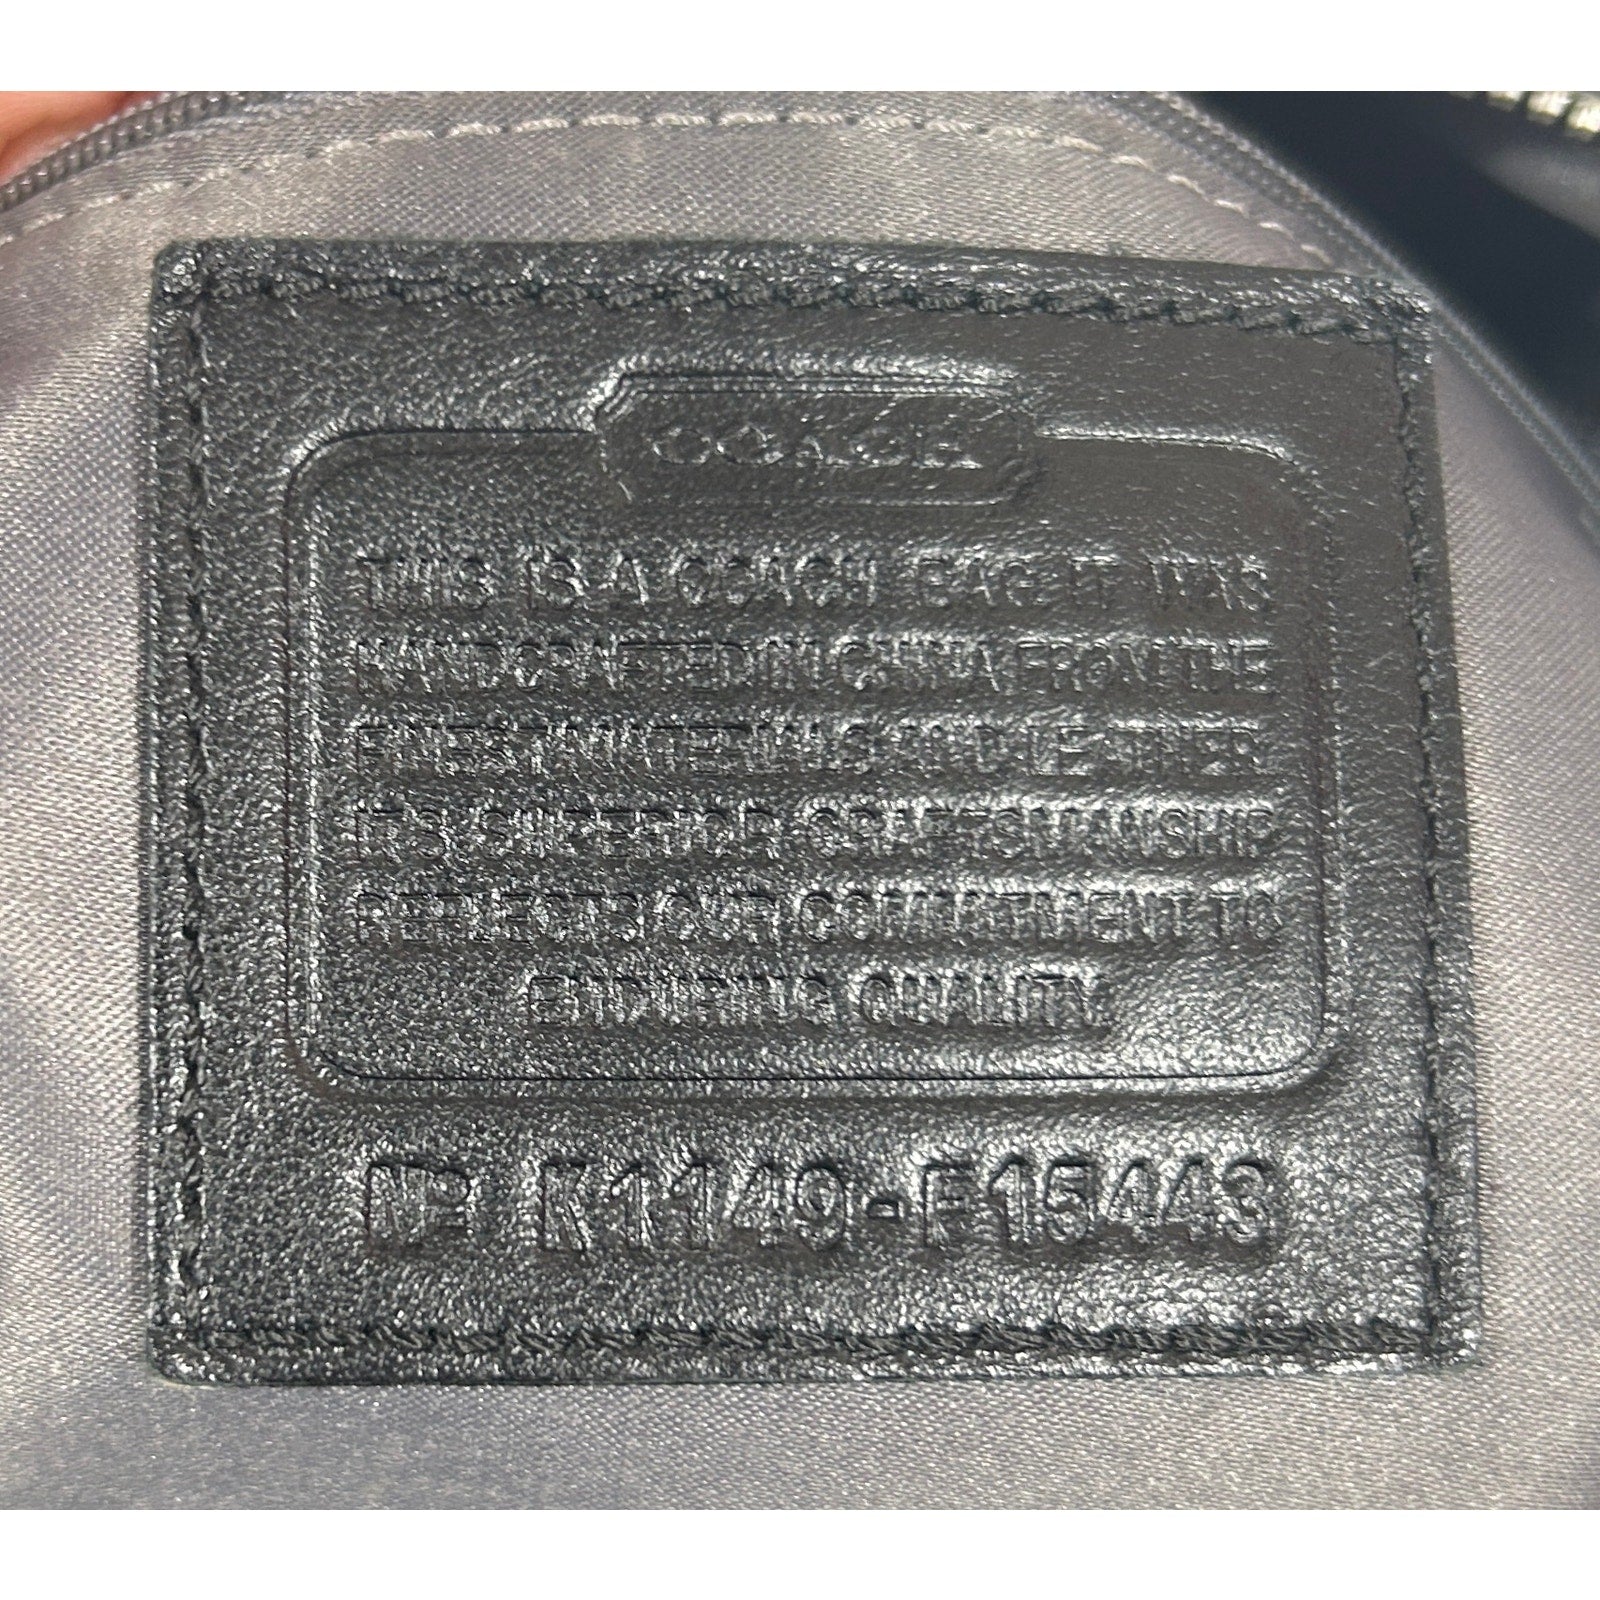 COACH
THIS IS A COACH BAG. IT WAS
HANDCRAFTED IN CHINA FROM THE
FINEST MATERIALS AND LEATHER.
ITS SUPERIOR CRAFTSMANSHIP
REFLECTS OUR COMMITMENT TO
ENDURING QUALITY.
Nº K1149-F15443